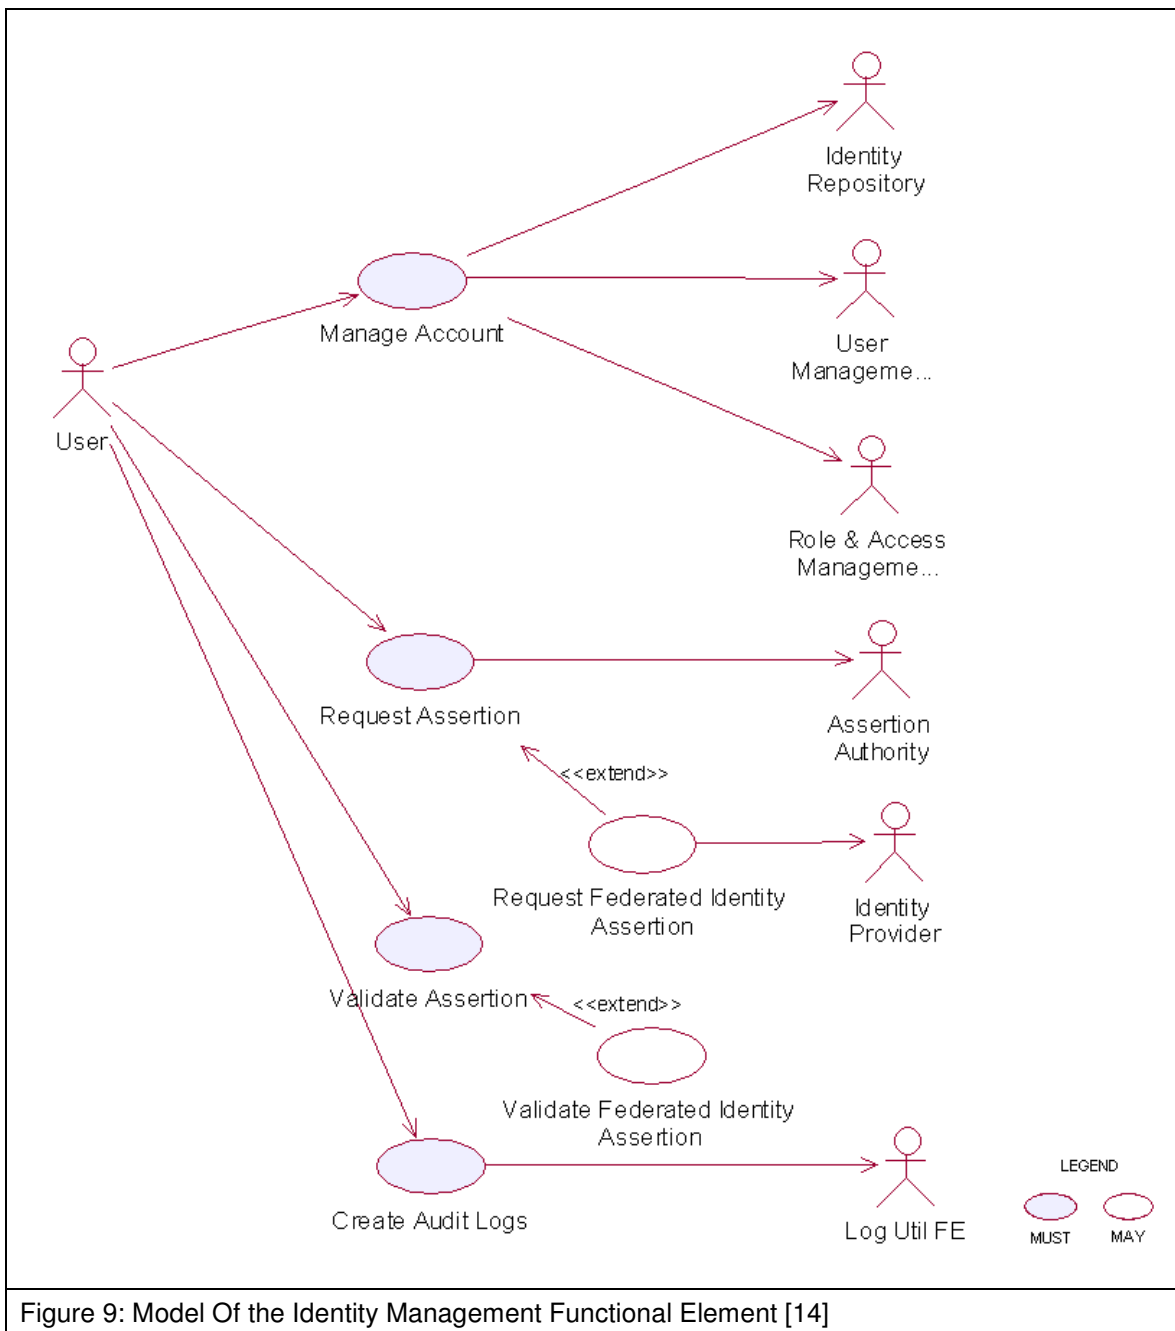 Identity
Repository
User
Manageme...
Manage Account
User
Role & Access
Manageme...
Request Assertion
Assertion
Authority
<<extend>>
Request Federated Identity
Assertion
Identity
Provider
Validate Assertion
<<extend>>
Validate Federated Identity
Assertion
Create Audit Logs
Log Util FE
LEGEND
MUST
MAY
Figure 9: Model Of the Identity Management Functional Element [14]